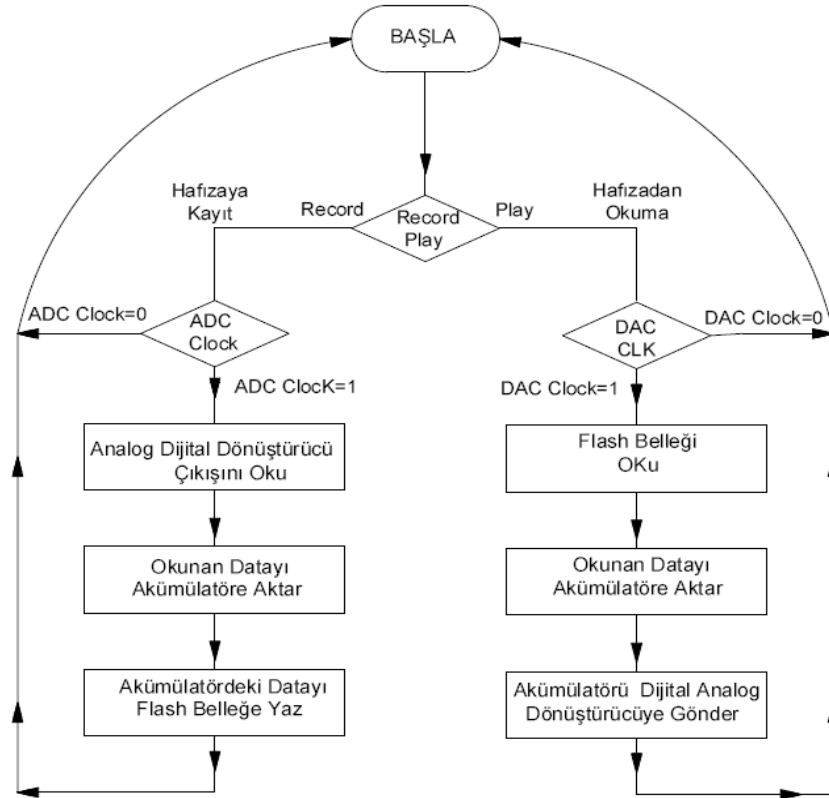 BAŞLA
Hafızaya
Kayıt
Record
Record
Play
Play
Hafızadan
Okuma
ADC Clock=0
ADC
Clock
ADC ClocK=1
Analog Dijital Dönüştürücü
Çıkışını Oku
Okunan Datayı
Akümülatöre Aktar
Akümülatördeki Datayı
Flash Belleğe Yaz
DAC
CLK
DAC Clock=0
DAC Clock=1
Flash Belleği
OKu
Okunan Datayı
Akümülatöre Aktar
Akümülatörü Dijital Analog
Dönüştürücüye Gönder